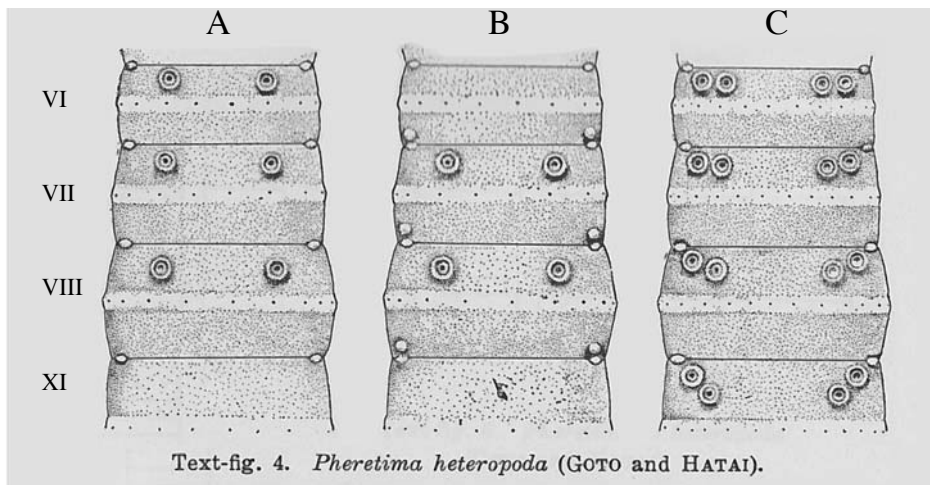 A B C
VI
VII
VIII
XI
Text-fig. 4. Pheretima heteropoda (GOTO and HATAI).